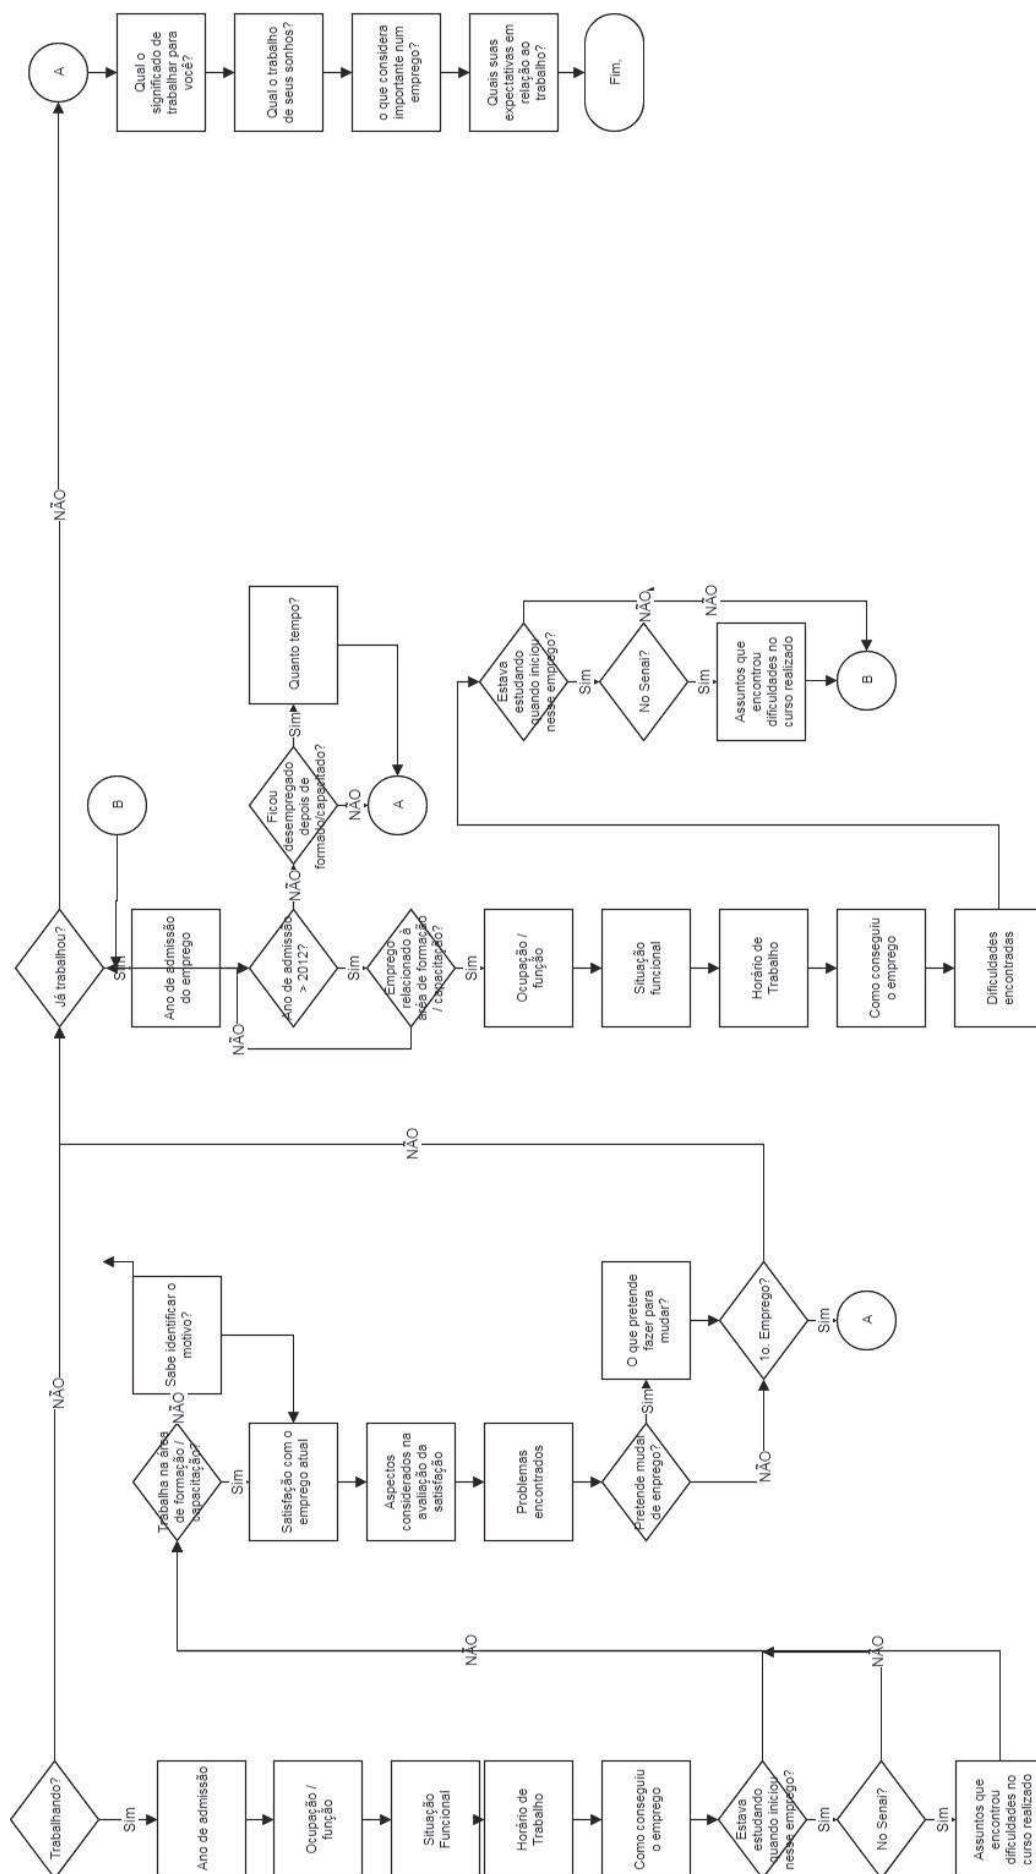 Trabalhando?
NÃO
Sim
Ano de admissão
Ocupação /
função
Situação
Funcional
Horário de
Trabalho
Como conseguiu
o emprego
Estava
estudando
quando iniciou
nesse emprego?
NÃO
Sim
No Senai?
NÃO
Sim
Assuntos que
encontrou
dificuldades no
curso realizado
Trabalha na área
de formação /
capacitação?
NÃO
Sabe identificar o
motivo?
Sim
Satisfação com o
emprego atual
Aspectos
considerados na
avaliação da
satisfação
Problemas
encontrados
Pretende mudar
de enprego?
Sim
O que pretende
fazer para
mudar?
NÃO
1o. Emprego?
NÃO
Sim
A
Já trabalhou?
NÃO
Sim
B
Ano de admissão
do emprego
Ano de admissão
> 2012?
NÃO
Ficou
desempregado
depois de
formado/capacitado?
Sim
Quanto tempo?
NÃO
A
Sim
Emprego
relacionado à
área de formação
/ capacitação?
NÃO
Sim
Ocupação /
função
Situação
funcional
Horário de
Trabalho
Como conseguiu
o emprego
Dificuldades
encontradas
Estava
estudando
quando iniciou
nesse emprego?
NÃO
Sim
No Senai?
NÃO
Sim
Assuntos que
encontrou
dificuldades no
curso realizado
B
A
Qual o
significado de
trabalhar para
você?
Qual o trabalho
de seus sonhos?
o que considera
importante num
emprego?
Quais suas
expectativas em
relação ao
trabalho?
Fim,